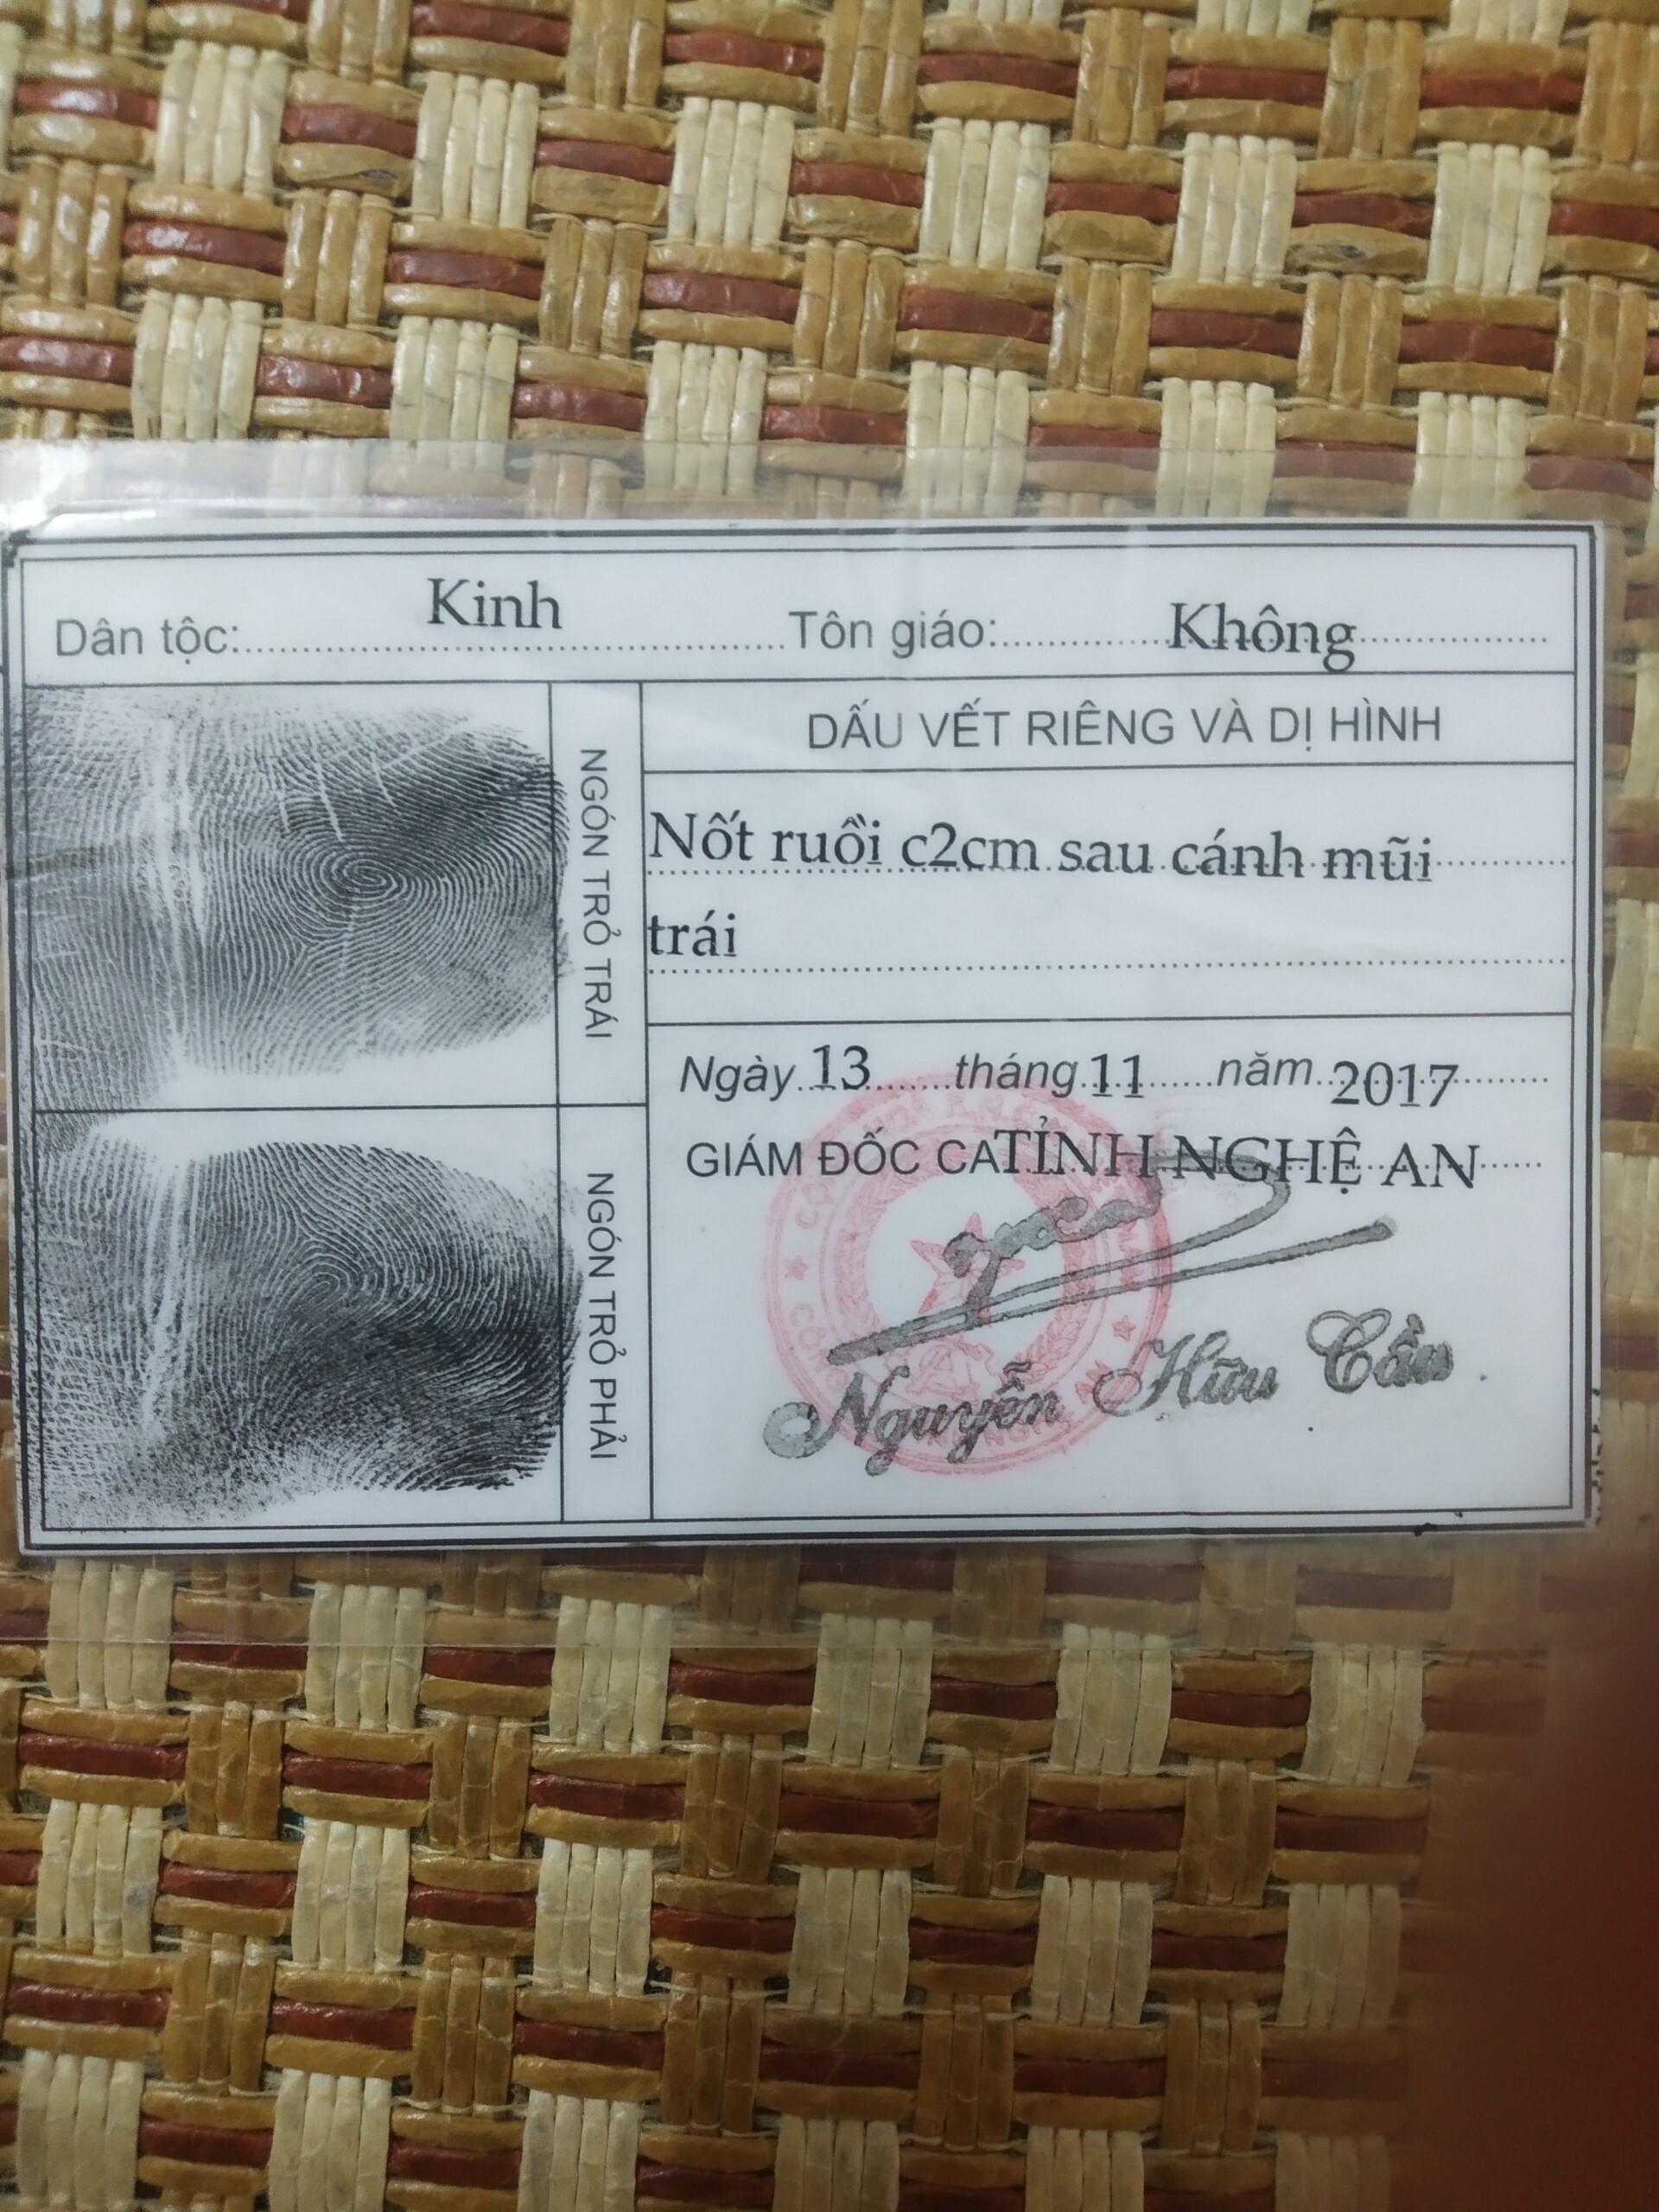 Dân tộc: Kinh Tôn giáo: Không
NGÓN TRỎ TRÁI
DẤU VẾT RIÊNG VÀ DỊ HÌNH
Nốt ruồi c2cm sau cánh mũi
trái
NGÓN TRỎ PHẢI
Ngày 13 tháng 11 năm 2017
GIÁM ĐỐC CA TỈNH NGHỆ AN
Nguyễn Hữu Cầu